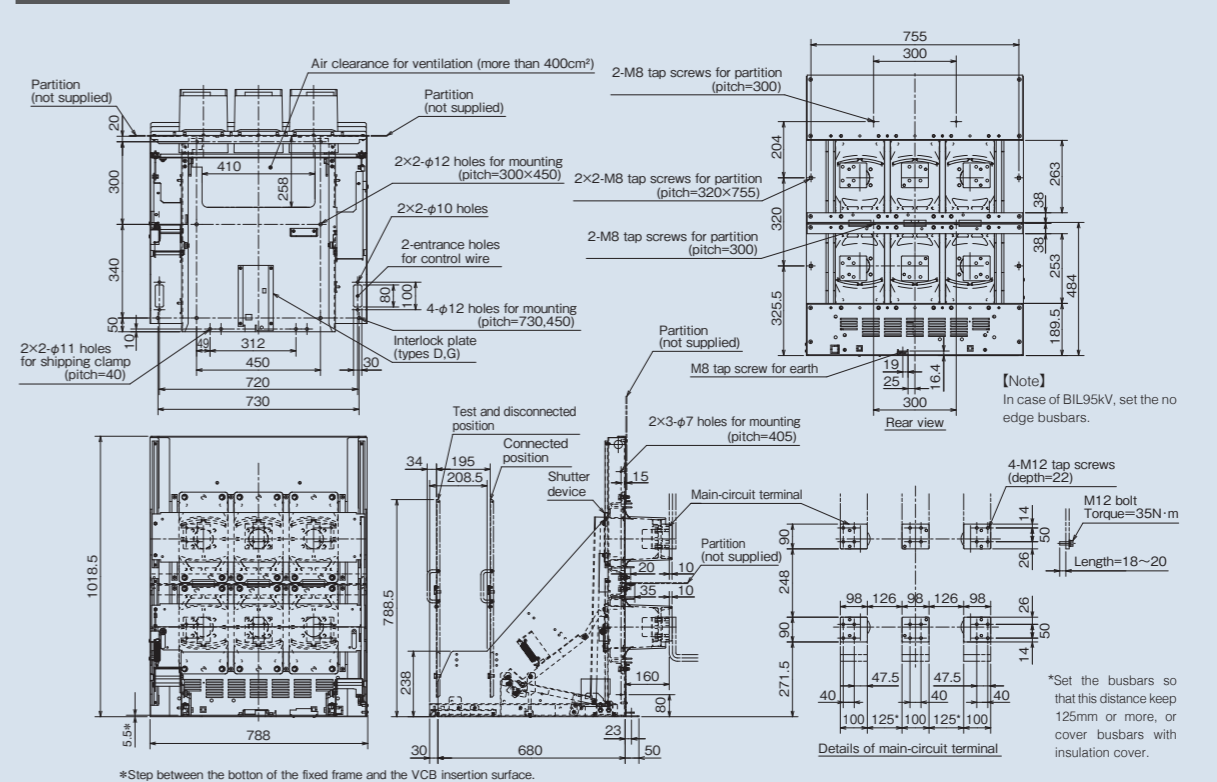 Partition
(not supplied)
Air clearance for ventilation (more than 400cm²)
Partition
(not supplied)
20
300
340
50
10
410
258
2×2-φ12 holes for mounting
(pitch=300×450)
2×2-φ10 holes
2-entrance holes
for control wire
80
100
4-φ12 holes for mounting
(pitch=730,450)
Interlock plate
(types D,G)
2×2-φ11 holes
for shipping clamp
(pitch=40)
49
312
30
450
720
730
755
300
2-M8 tap screws for partition
(pitch=300)
2×2-M8 tap screws for partition
(pitch=320×755)
2-M8 tap screws for partition
(pitch=300)
204
320
325.5
263
38
38
253
484
189.5
M8 tap screw for earth
19
25
16.4
300
Rear view
【Note】
In case of BIL95kV, set the no
edge busbars.
1018.5
5.5*
788
Test and disconnected
position
Connected
position
Shutter
device
Partition
(not supplied)
2×3-φ7 holes for mounting
(pitch=405)
34
195
208.5
15
Main-circuit terminal
Partition
(not supplied)
20
10
35
10
788.5
238
160
80
23
30
680
50
4-M12 tap screws
(depth=22)
M12 bolt
Torque=35N·m
Length=18~20
14
50
26
90
248
90
271.5
98
126
98
126
98
26
50
14
47.5
47.5
40
40
40
100
125*
100
125*
100
Details of main-circuit terminal
*Set the busbars so
that this distance keep
125mm or more, or
cover busbars with
insulation cover.
*Step between the botton of the fixed frame and the VCB insertion surface.